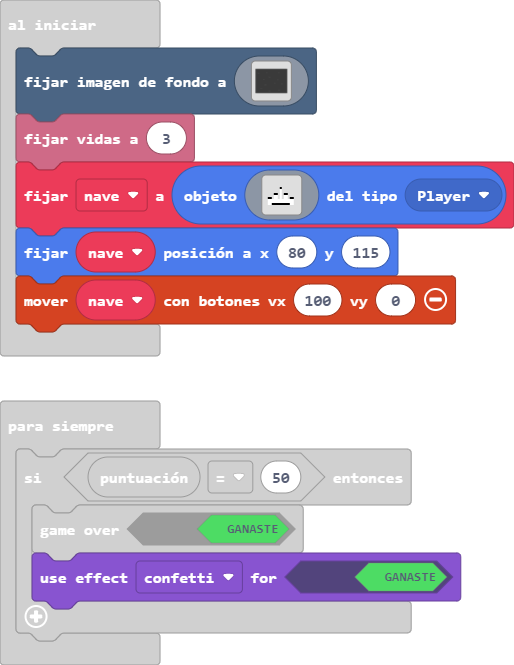 al iniciar
fijar imagen de fondo a
fijar vidas a 3
fijar nave a objeto del tipo Player
fijar nave posición a x 80 y 115
mover nave con botones vx 100 vy 0
para siempre
si puntuación = 50 entonces
game over GANASTE
use effect confetti for GANASTE